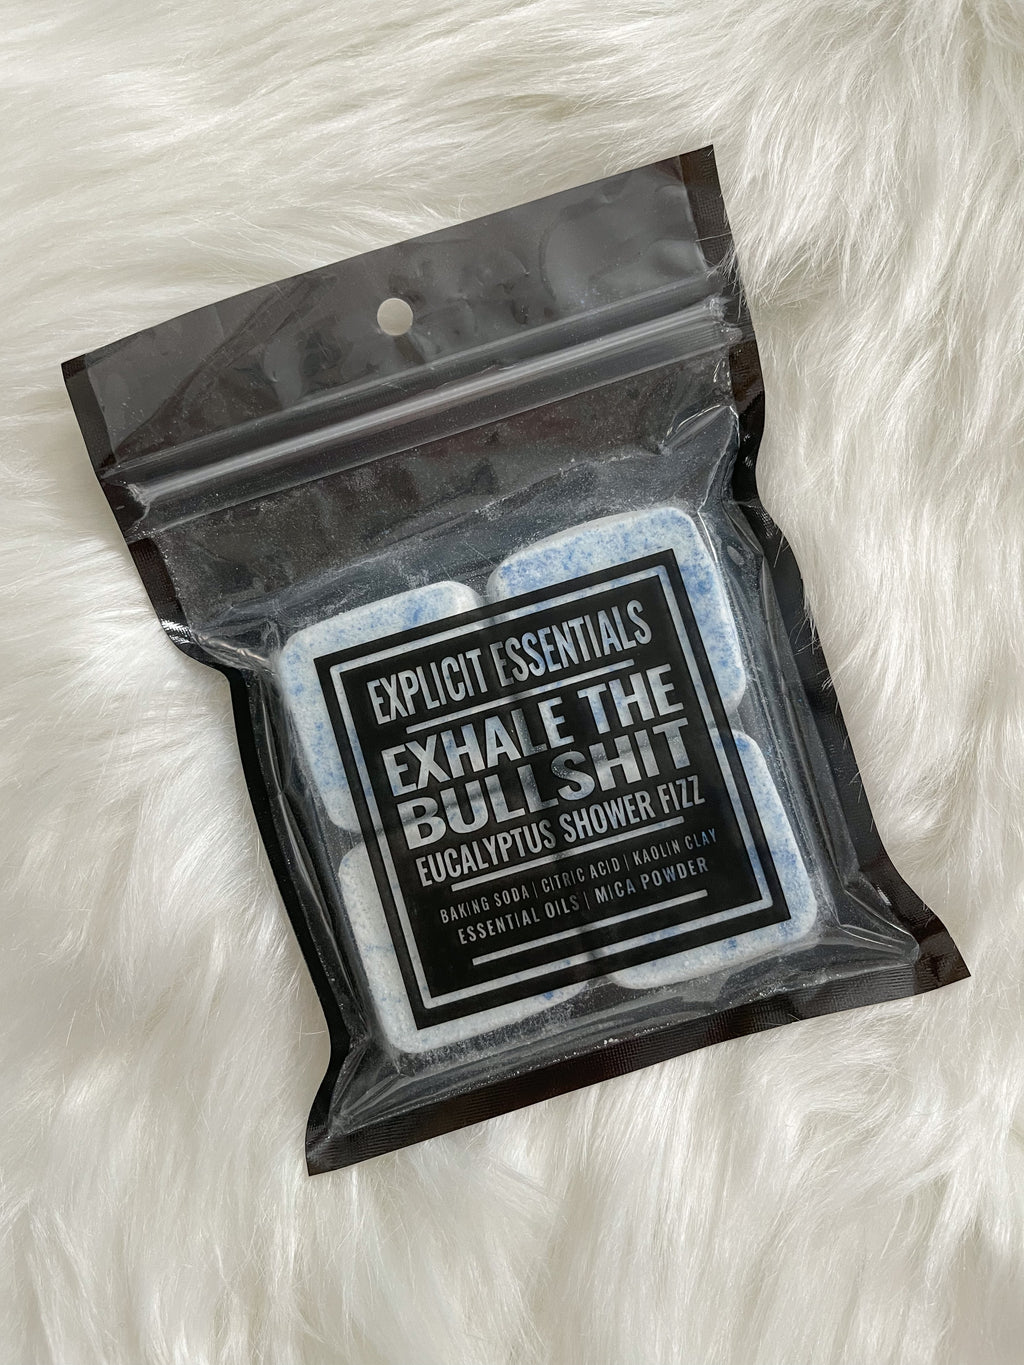 EXPLICIT ESSENTIALS
EXHALE THE
BULLSHIT
EUCALYPTUS SHOWER FIZZ
BAKING SODA | CITRIC ACID | KAOLIN CLAY
ESSENTIAL OILS | MICA POWDER